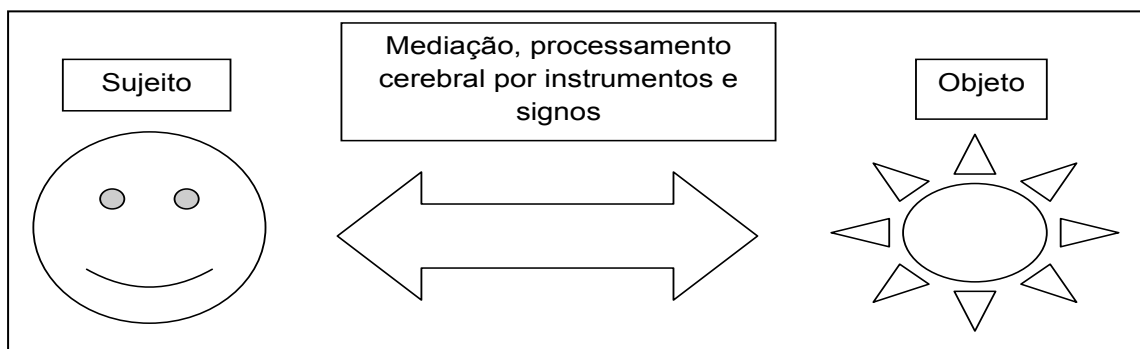 Sujeito
Mediação, processamento
cerebral por instrumentos e
signos
Objeto